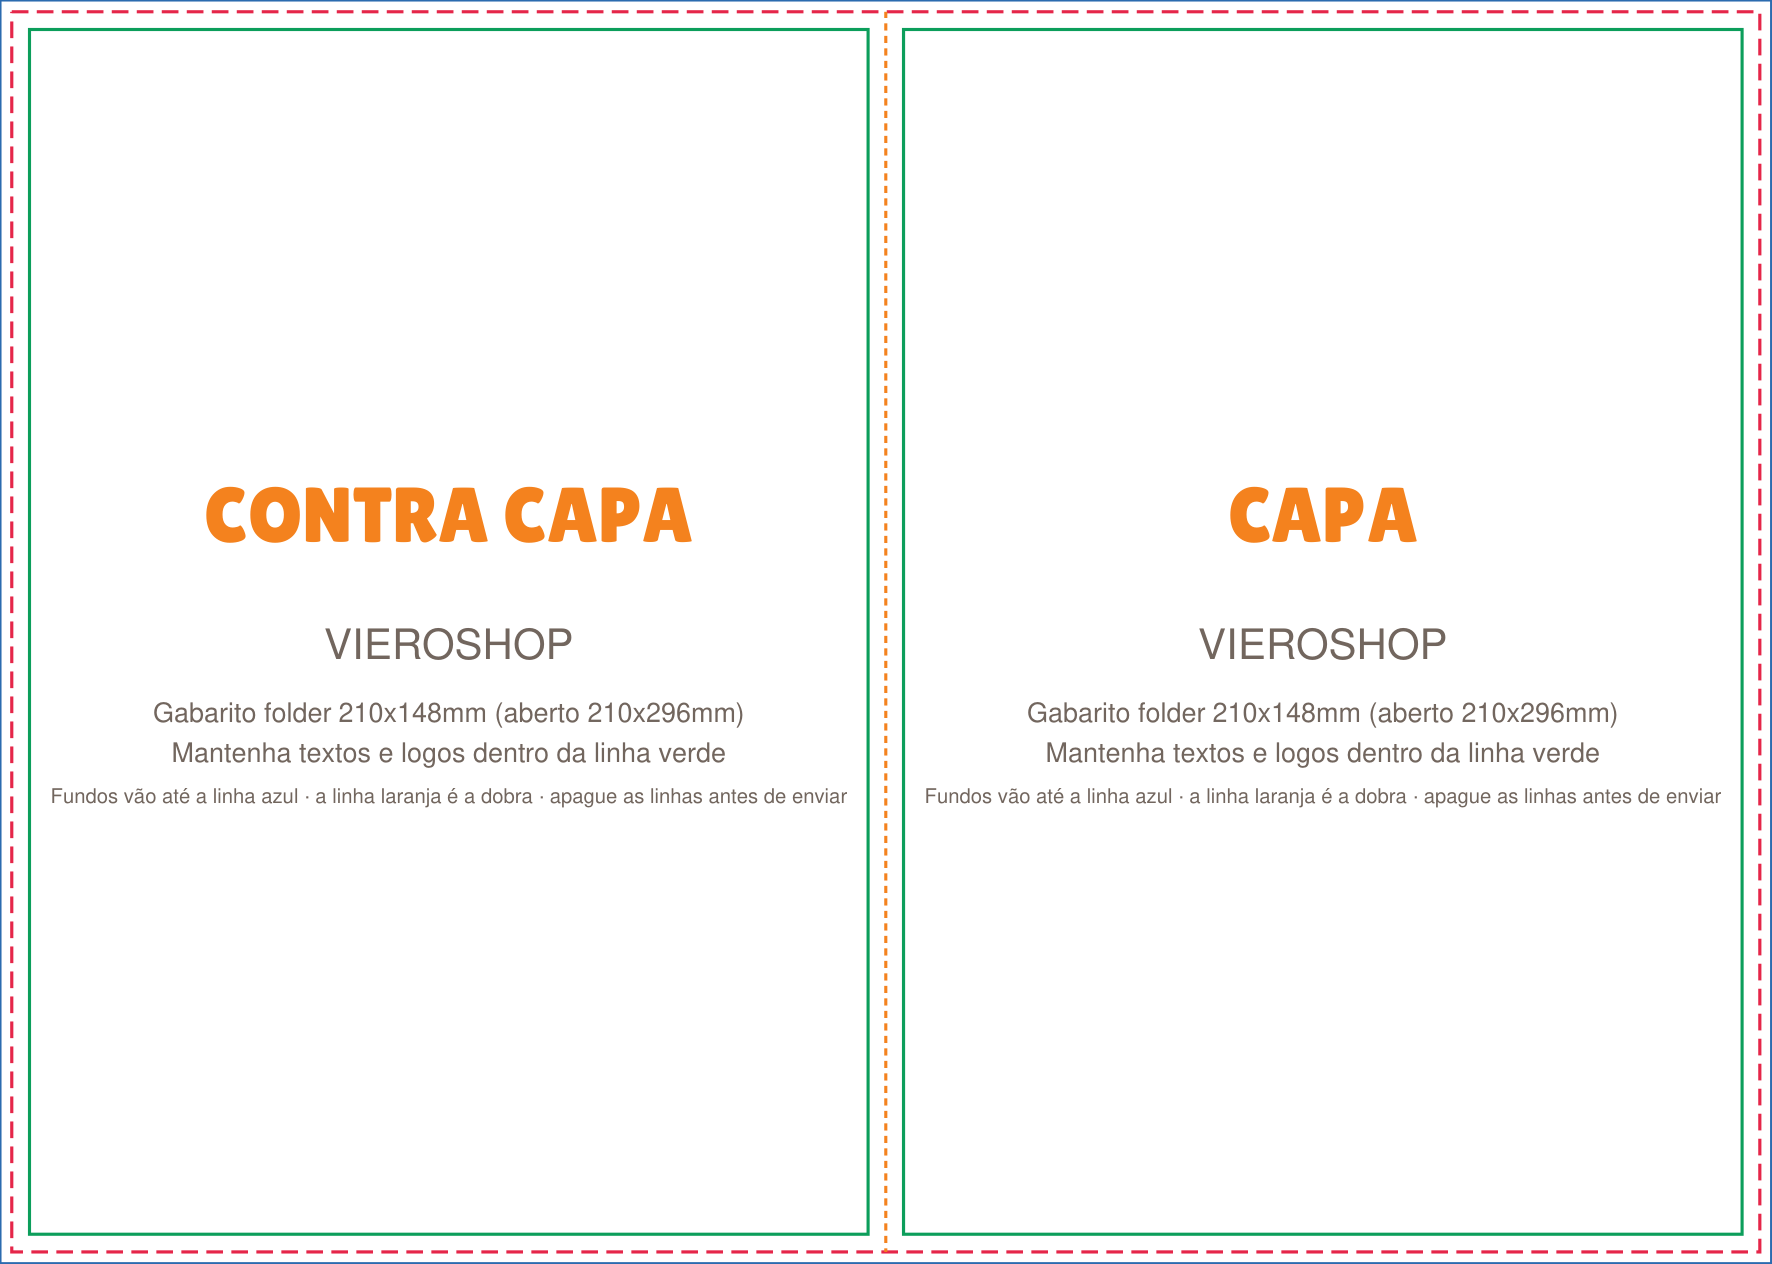 CONTRA CAPA
VIEROSHOP
Gabarito folder 210x148mm (aberto 210x296mm)
Mantenha textos e logos dentro da linha verde
Fundos vão até a linha azul · a linha laranja é a dobra · apague as linhas antes de enviar
CAPA
VIEROSHOP
Gabarito folder 210x148mm (aberto 210x296mm)
Mantenha textos e logos dentro da linha verde
Fundos vão até a linha azul · a linha laranja é a dobra · apague as linhas antes de enviar